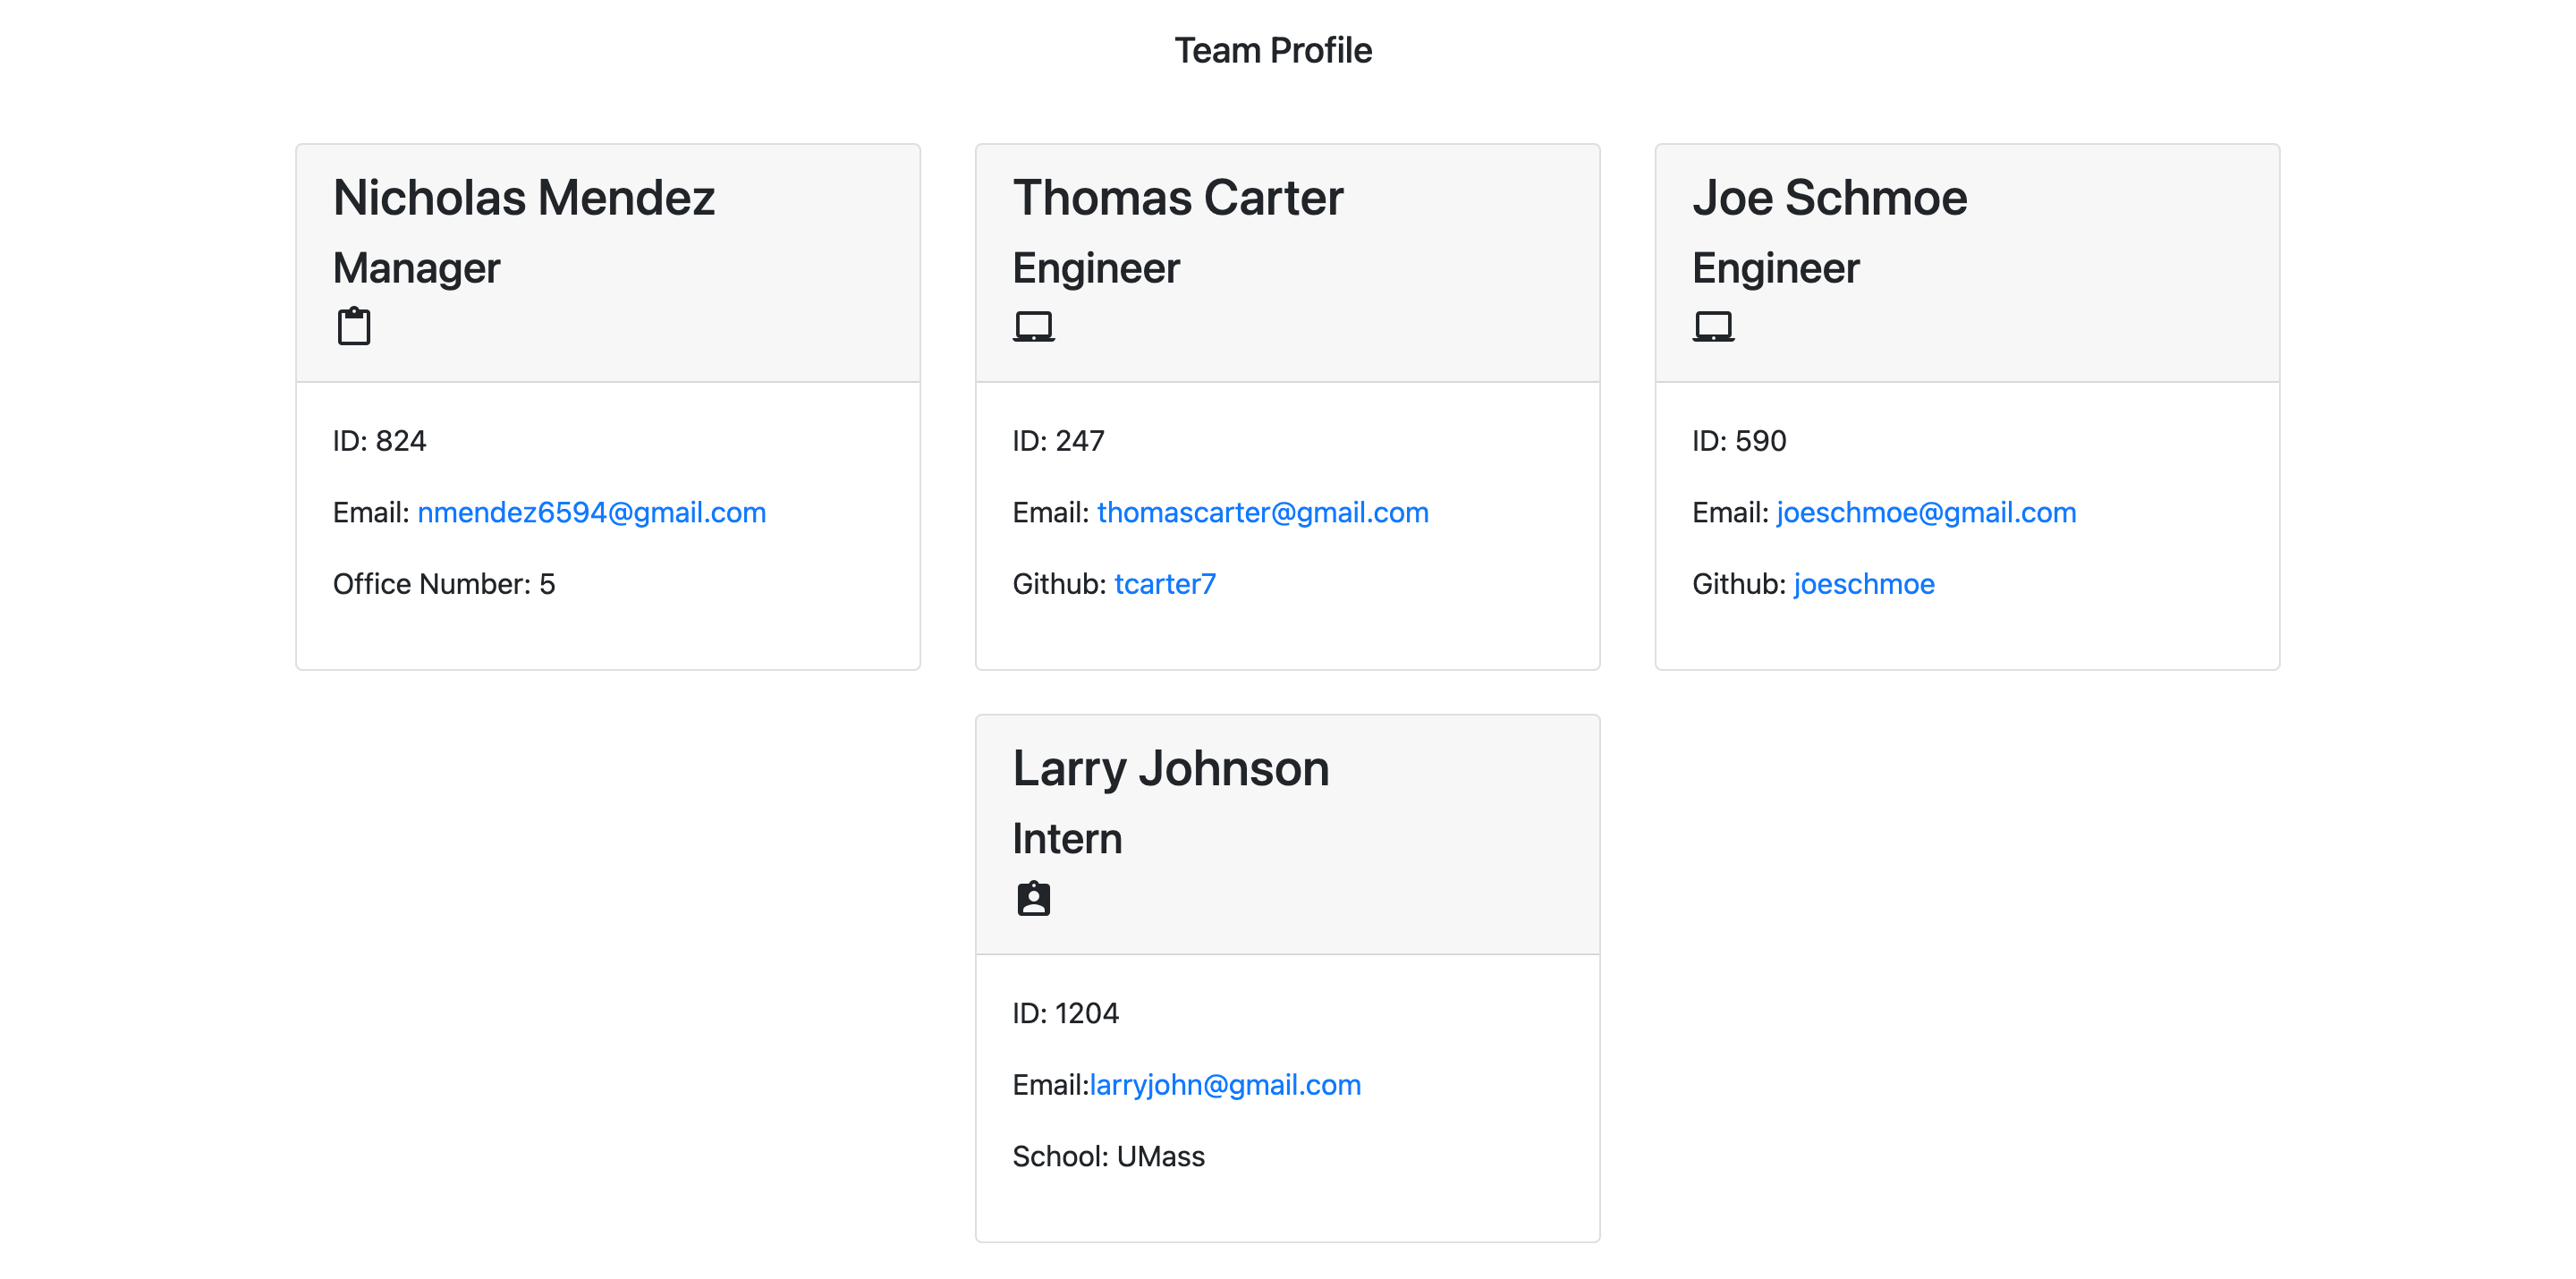 Team Profile
Nicholas Mendez
Manager
ID: 824
Email: nmendez6594@gmail.com
Office Number: 5
Thomas Carter
Engineer
ID: 247
Email: thomascarter@gmail.com
Github: tcarter7
Joe Schmoe
Engineer
ID: 590
Email: joeschmoe@gmail.com
Github: joeschmoe
Larry Johnson
Intern
ID: 1204
Email:larryjohn@gmail.com
School: UMass